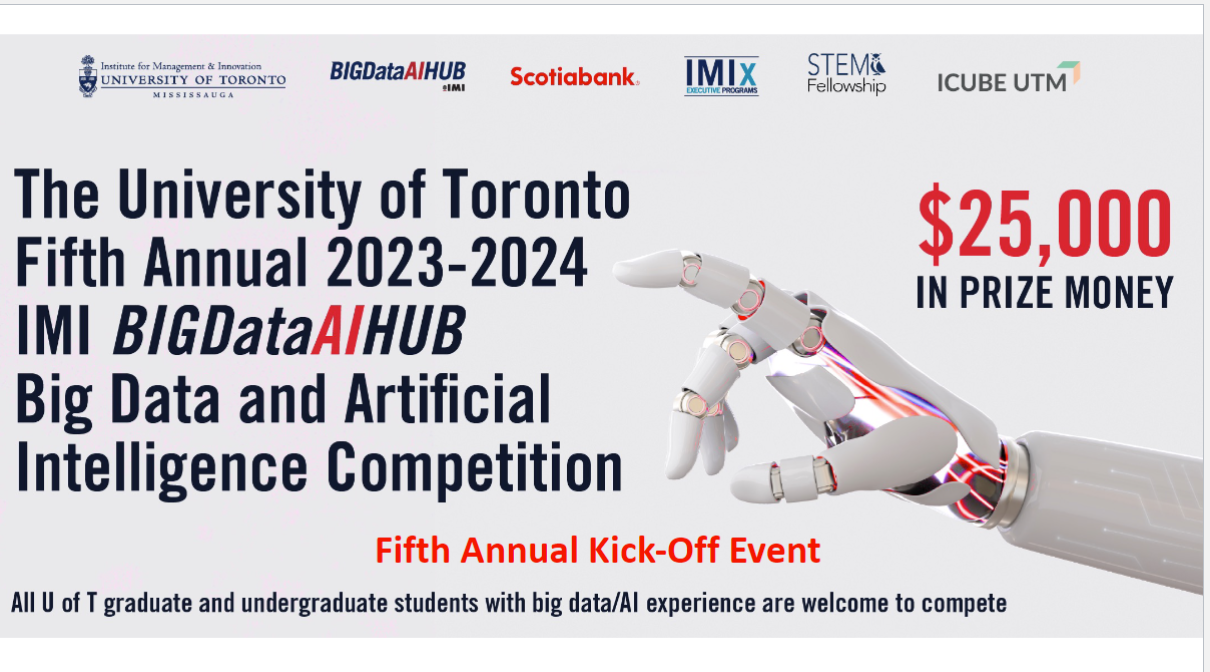 Institute for Management & Innovation
UNIVERSITY OF TORONTO
MISSISSAUGA
BIGDataAIHUB
@IMI
Scotiabank
IMIX
EXECUTIVE PROGRAMS
STEM
Fellowship
ICUBE UTM
The University of Toronto
Fifth Annual 2023-2024
IMI BIGDataAIHUB
Big Data and Artificial
Intelligence Competition
$25,000
IN PRIZE MONEY
Fifth Annual Kick-Off Event
All U of T graduate and undergraduate students with big data/AI experience are welcome to compete